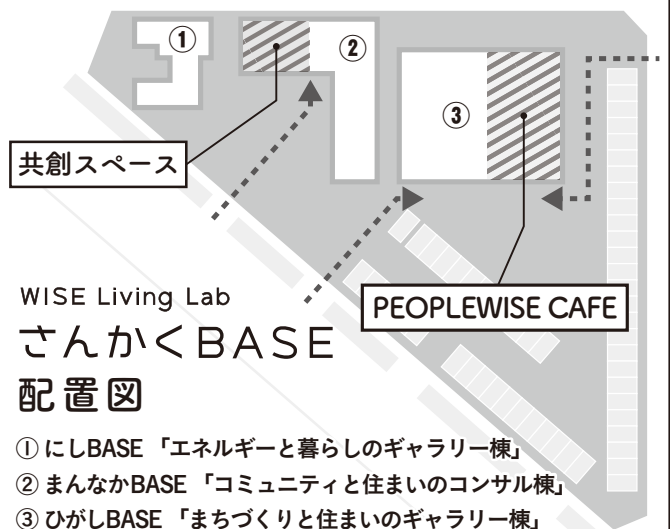 ①
②
③
共創スペース
PEOPLEWISE CAFE
WISE Living Lab
さんかくBASE
配置図
① にしBASE 「エネルギーと暮らしのギャラリー棟」
② まんなかBASE 「コミュニティと住まいのコンサル棟」
③ ひがしBASE 「まちづくりと住まいのギャラリー棟」